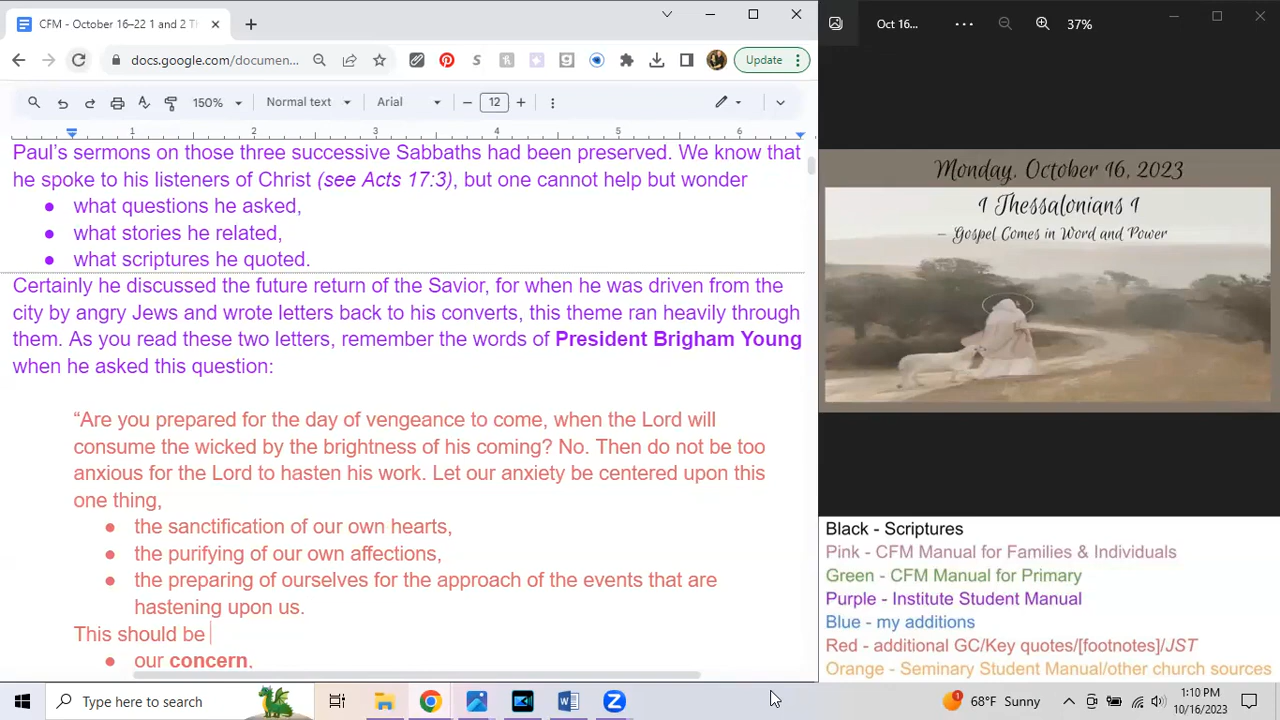 CFM - October 16–22 1 and 2 Th
docs.google.com/documen...
Update
150%
Normal text
Arial
12
1 2 3 4 5 6
Paul's sermons on those three successive Sabbaths had been preserved. We know that
he spoke to his listeners of Christ (see Acts 17:3), but one cannot help but wonder
● what questions he asked,
● what stories he related,
● what scriptures he quoted.
Certainly he discussed the future return of the Savior, for when he was driven from the
city by angry Jews and wrote letters back to his converts, this theme ran heavily through
them. As you read these two letters, remember the words of President Brigham Young
when he asked this question:
“Are you prepared for the day of vengeance to come, when the Lord will
consume the wicked by the brightness of his coming? No. Then do not be too
anxious for the Lord to hasten his work. Let our anxiety be centered upon this
one thing,
● the sanctification of our own hearts,
● the purifying of our own affections,
● the preparing of ourselves for the approach of the events that are
hastening upon us.
This should be
● our concern,
Oct 16...
37%
Monday, October 16, 2023
1 Thessalonians 1
– Gospel Comes in Word and Power
Black - Scriptures
Pink - CFM Manual for Families & Individuals
Green - CFM Manual for Primary
Purple - Institute Student Manual
Blue - my additions
Red - additional GC/Key quotes/[footnotes]/JST
Orange - Seminary Student Manual/other church sources
Type here to search
1
68°F Sunny
1:10 PM
10/16/2023